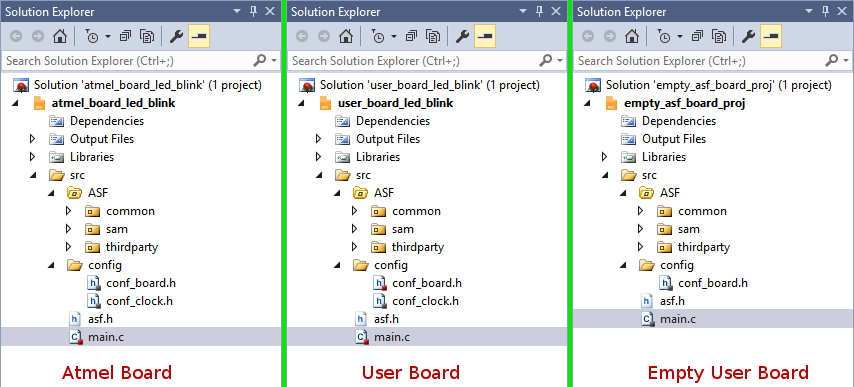 Solution Explorer
Search Solution Explorer (Ctrl+;)
Solution 'atmel_board_led_blink' (1 project)
atmel_board_led_blink
Dependencies
Output Files
Libraries
src
ASF
common
sam
thirdparty
config
conf_board.h
conf_clock.h
asf.h
main.c
Atmel Board
Solution Explorer
Search Solution Explorer (Ctrl+;)
Solution 'user_board_led_blink' (1 project)
user_board_led_blink
Dependencies
Output Files
Libraries
src
ASF
common
sam
thirdparty
config
conf_board.h
conf_clock.h
asf.h
main.c
User Board
Solution Explorer
Search Solution Explorer (Ctrl+;)
Solution 'empty_asf_board_proj' (1 project)
empty_asf_board_proj
Dependencies
Output Files
Libraries
src
ASF
common
sam
thirdparty
config
conf_board.h
asf.h
main.c
Empty User Board